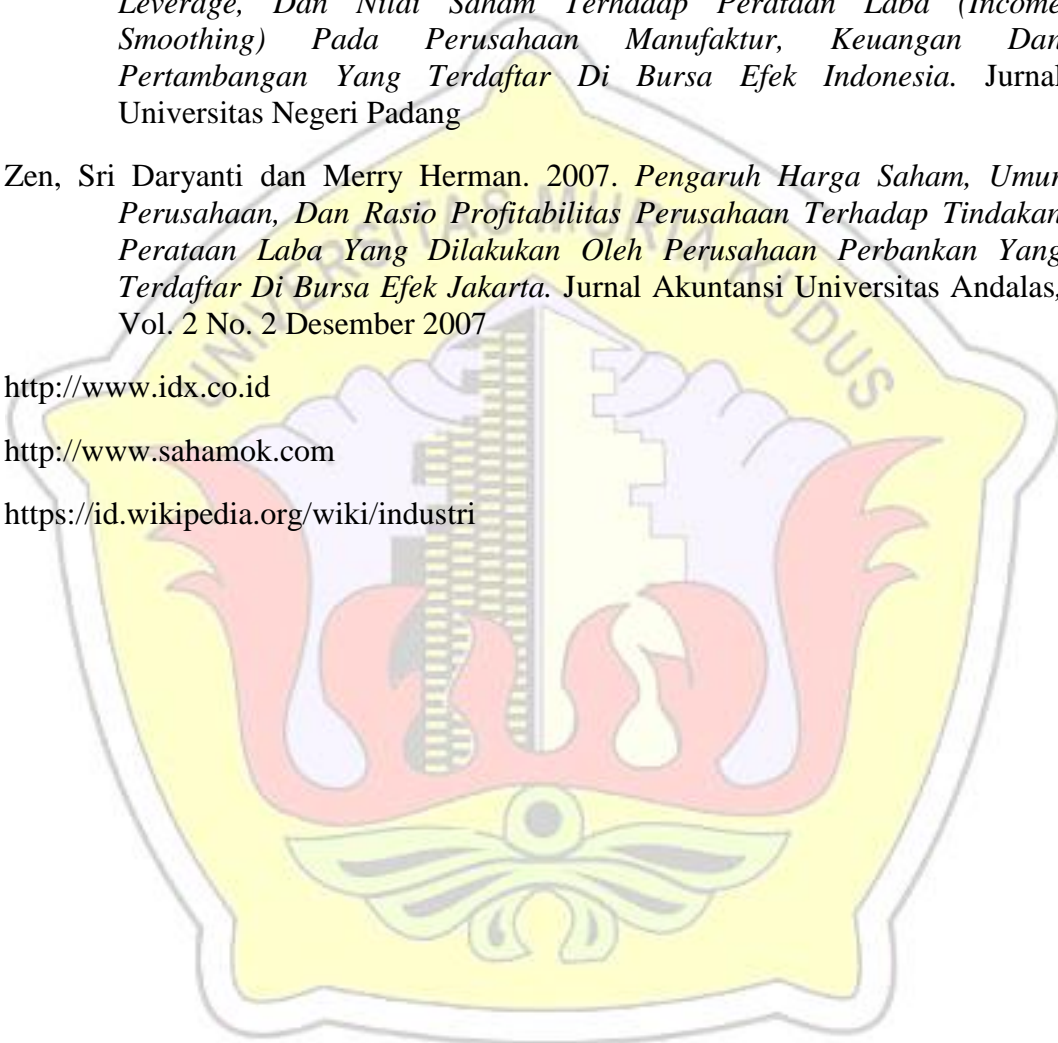 Leverage, Dan Nilai Saham Terhadap Perataan Laba (Income
Smoothing) Pada Perusahaan Manufaktur, Keuangan Dan
Pertambangan Yang Terdaftar Di Bursa Efek Indonesia. Jurnal
Universitas Negeri Padang
Zen, Sri Daryanti dan Merry Herman. 2007. Pengaruh Harga Saham, Umur
Perusahaan, Dan Rasio Profitabilitas Perusahaan Terhadap Tindakan
Perataan Laba Yang Dilakukan Oleh Perusahaan Perbankan Yang
Terdaftar Di Bursa Efek Jakarta. Jurnal Akuntansi Universitas Andalas,
Vol. 2 No. 2 Desember 2007
http://www.idx.co.id
http://www.sahamok.com
https://id.wikipedia.org/wiki/industri
UNIVERSITAS MURIA KUDUS